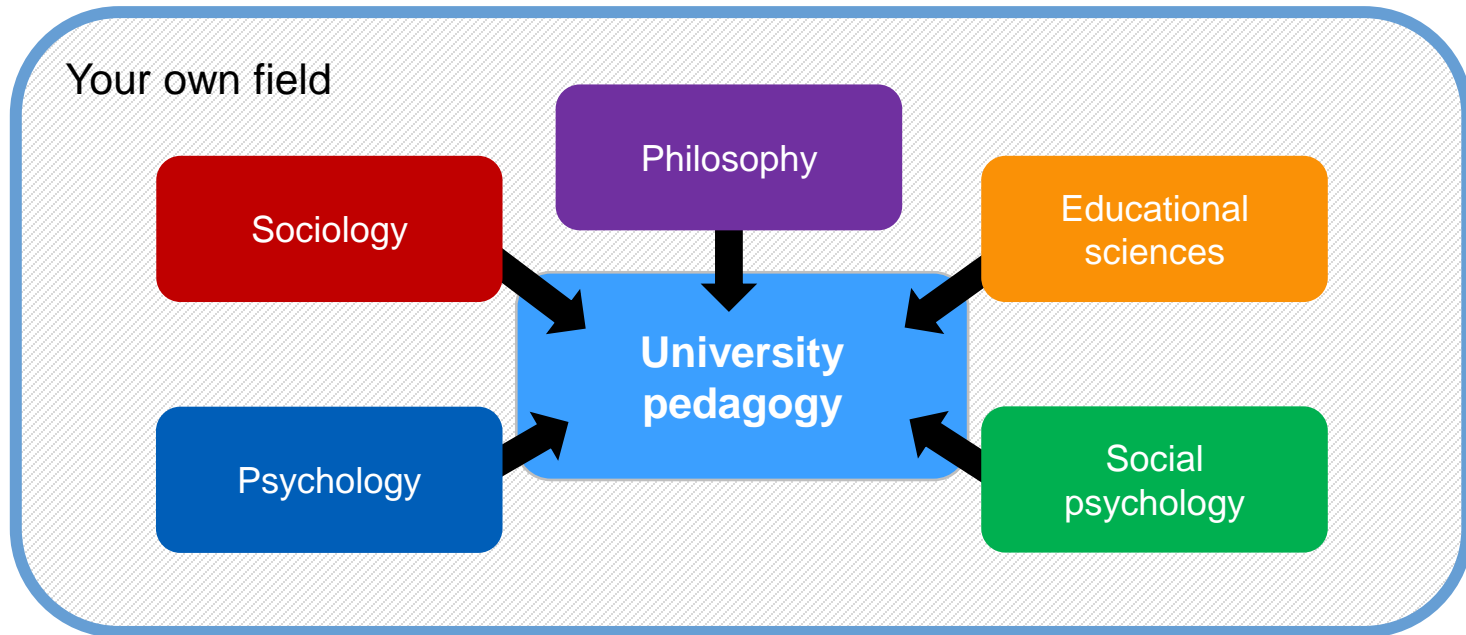 Your own field
Philosophy
Sociology
Educational
sciences
University
pedagogy
Psychology
Social
psychology